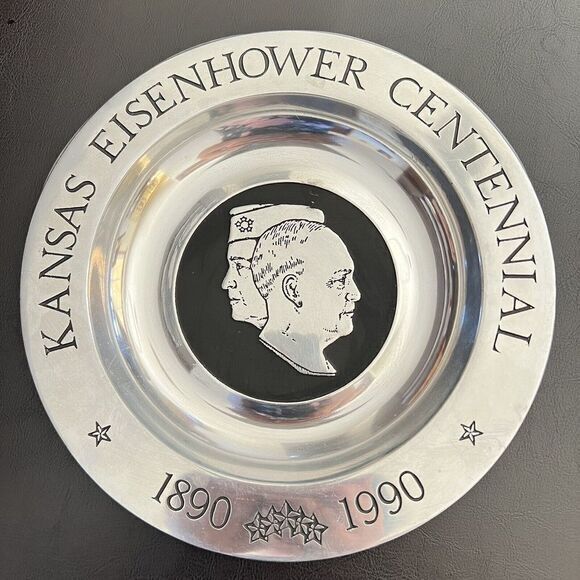 KANSAS EISENHOWER CENTENNIAL
1890 1990